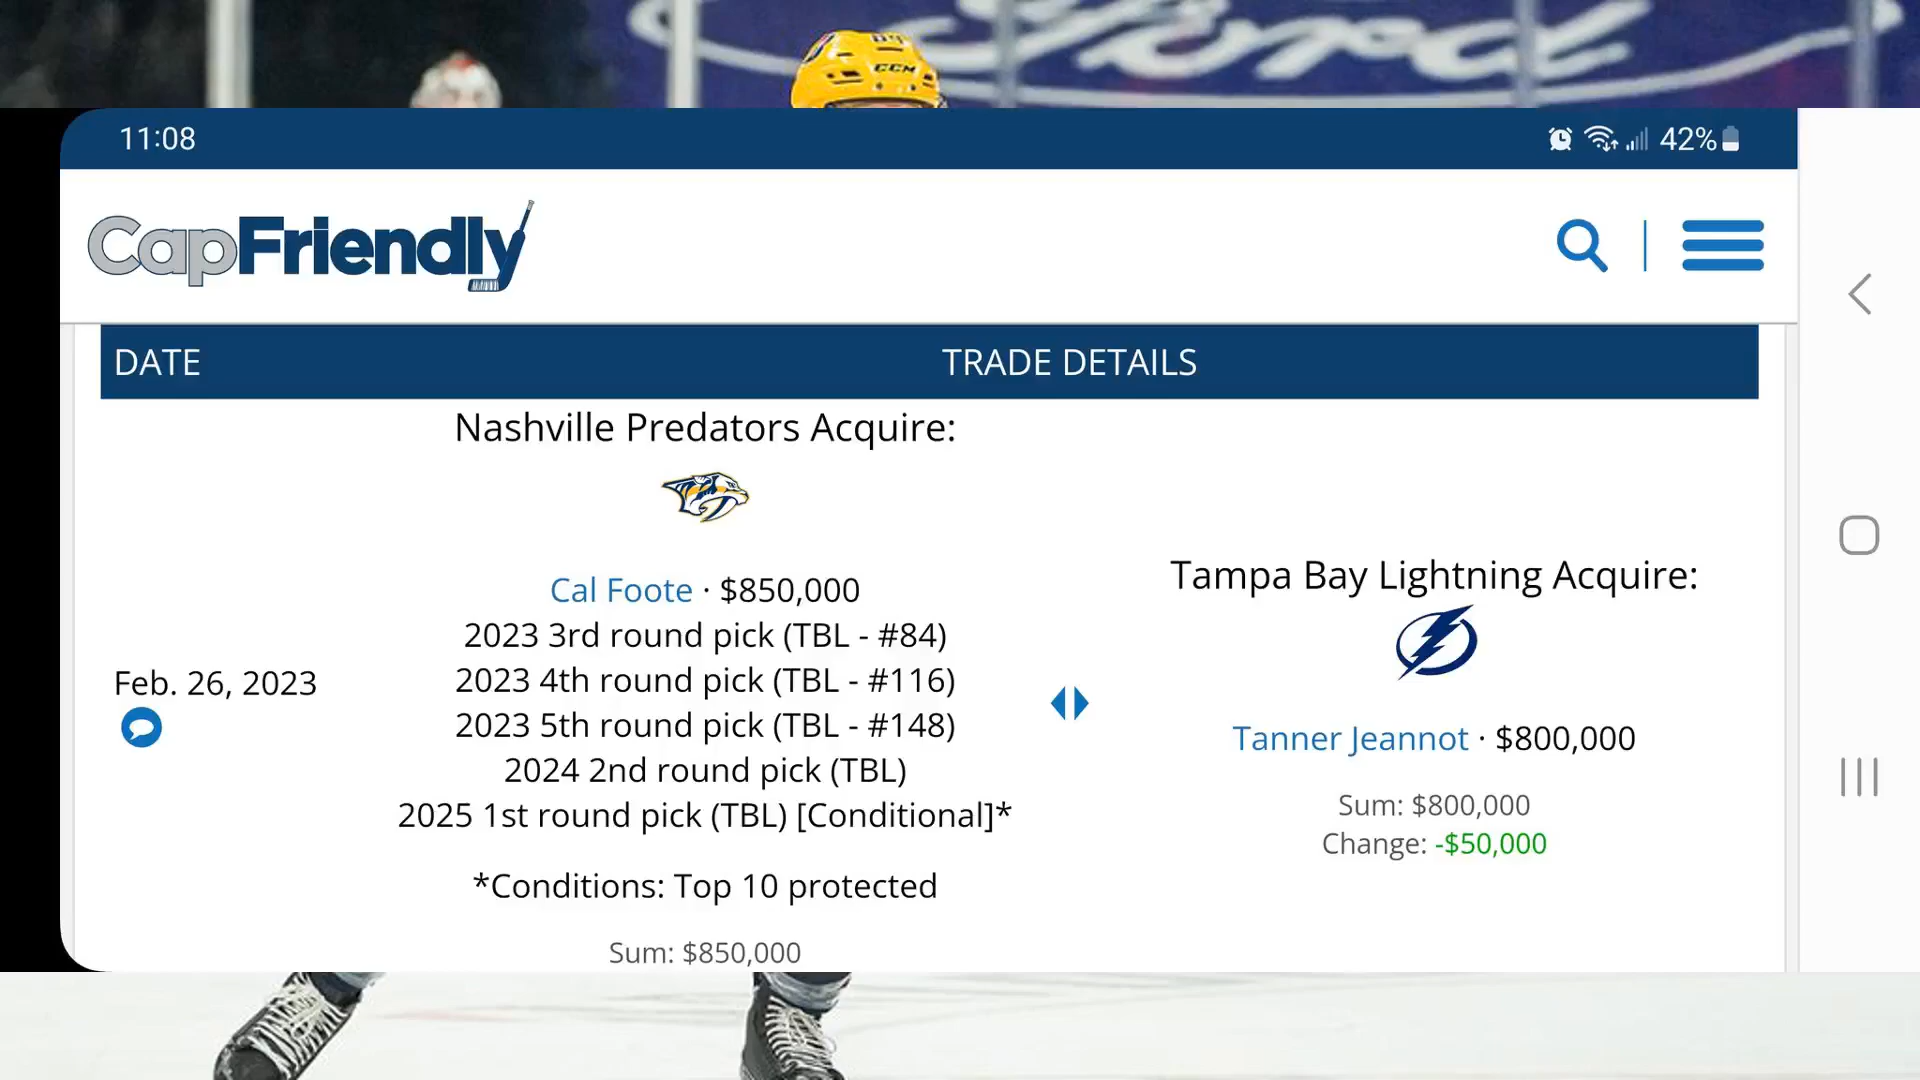 Ford
CCM
11:08
42%
CapFriendly
DATE
TRADE DETAILS
Nashville Predators Acquire:
Cal Foote · $850,000
2023 3rd round pick (TBL - #84)
2023 4th round pick (TBL - #116)
2023 5th round pick (TBL - #148)
2024 2nd round pick (TBL)
2025 1st round pick (TBL) [Conditional]*
*Conditions: Top 10 protected
Sum: $850,000
Feb. 26, 2023
Tampa Bay Lightning Acquire:
Tanner Jeannot · $800,000
Sum: $800,000
Change: -$50,000